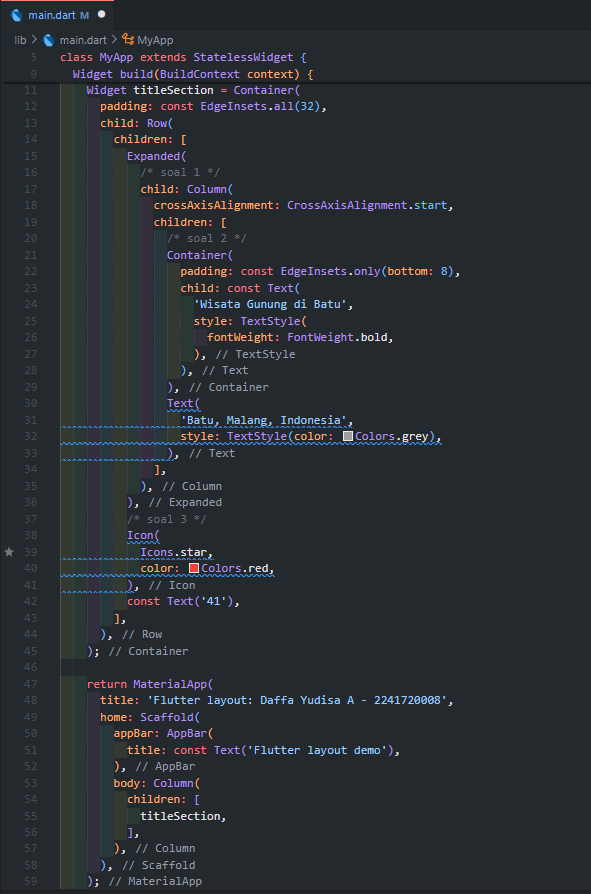 main.dart M
lib > main.dart > MyApp
5 class MyApp extends StatelessWidget {
9 Widget build(BuildContext context) {
11 Widget titleSection = Container(
12 padding: const EdgeInsets.all(32),
13 child: Row(
14 children: [
15 Expanded(
16 /* soal 1 */
17 child: Column(
18 crossAxisAlignment: CrossAxisAlignment.start,
19 children: [
20 /* soal 2 */
21 Container(
22 padding: const EdgeInsets.only(bottom: 8),
23 child: const Text(
24 'Wisata Gunung di Batu',
25 style: TextStyle(
26 fontWeight: FontWeight.bold,
27 ), // TextStyle
28 ), // Text
29 ), // Container
30 Text(
31 'Batu, Malang, Indonesia',
32 style: TextStyle(color: Colors.grey),
33 ), // Text
34 ],
35 ), // Column
36 ), // Expanded
37 /* soal 3 */
38 Icon(
39 Icons.star,
40 color: Colors.red,
41 ), // Icon
42 const Text('41'),
43 ],
44 ), // Row
45 ); // Container
46
47 return MaterialApp(
48 title: 'Flutter layout: Daffa Yudisa A - 2241720008',
49 home: Scaffold(
50 appBar: AppBar(
51 title: const Text('Flutter layout demo'),
52 ), // AppBar
53 body: Column(
54 children: [
55 titleSection,
56 ],
57 ), // Column
58 ), // Scaffold
59 ); // MaterialApp